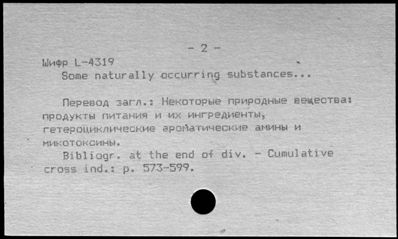 - 2 -
Шифр L-4319
Some naturally occurring substances...
Перевод загл.: Некоторые природные вещества:
продукты питания и их ингредиенты,
гетероциклические ароматические амины и
микотоксины.
Bibliogr. at the end of div. - Cumulative
cross ind.: p. 573-599.